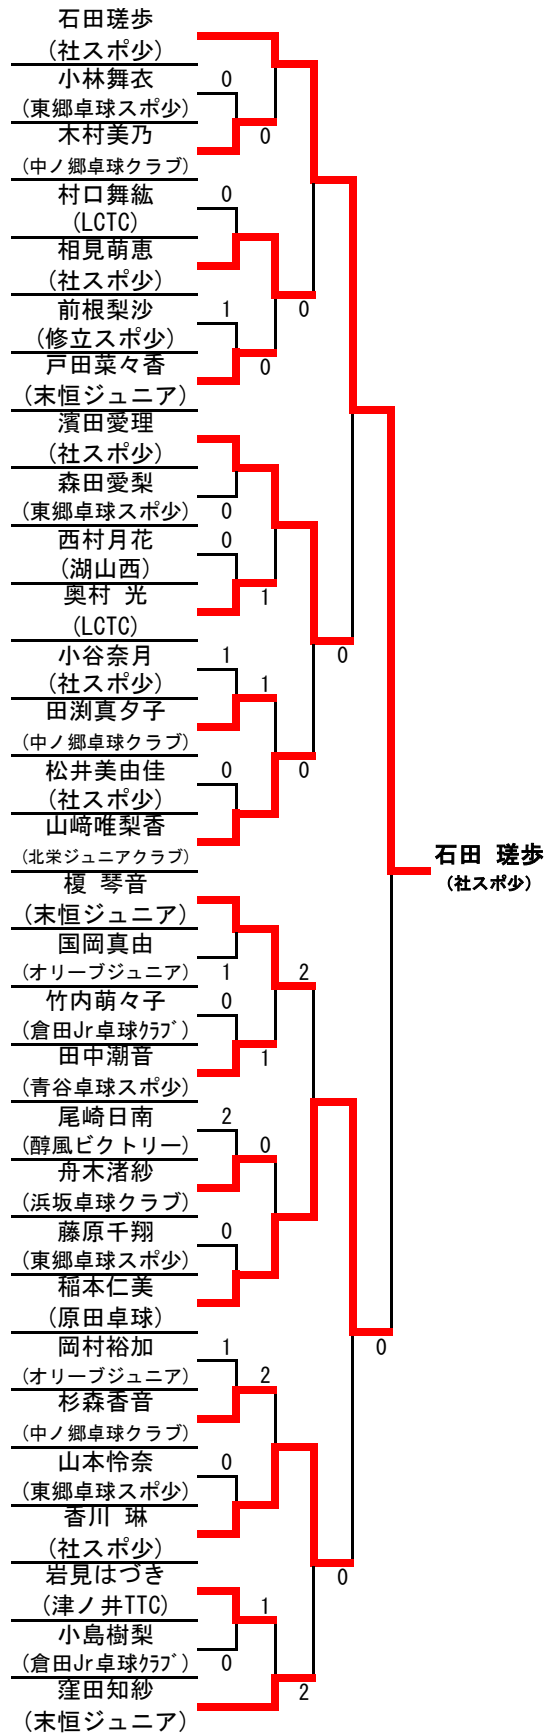 石田瑳歩
(社スポ少)
小林舞衣
0
(東郷卓球スポ少)
木村美乃
0
(中ノ郷卓球クラブ)
村口舞紘
0
(LCTC)
相見萌恵
(社スポ少)
前根梨沙
1
0
(修立スポ少)
戸田菜々香
0
(末恒ジュニア)
濱田愛理
(社スポ少)
森田愛梨
(東郷卓球スポ少)
0
西村月花
0
(湖山西)
奥村 光
1
(LCTC)
小谷奈月
1
0
(社スポ少)
1
田渕真夕子
(中ノ郷卓球クラブ)
松井美由佳
0
0
(社スポ少)
山﨑唯梨香
(北栄ジュニアクラブ)
石田 瑳歩
(社スポ少)
榎 琴音
(末恒ジュニア)
国岡真由
(オリーブジュニア)
1
2
竹内萌々子
0
(倉田Jr卓球ｸﾗﾌﾞ)
田中潮音
1
(青谷卓球スポ少)
尾崎日南
2
(醇風ビクトリー)
0
舟木渚紗
(浜坂卓球クラブ)
藤原千翔
0
(東郷卓球スポ少)
稲本仁美
(原田卓球)
岡村裕加
1
0
(オリーブジュニア)
2
杉森香音
(中ノ郷卓球クラブ)
山本怜奈
0
(東郷卓球スポ少)
香川 琳
(社スポ少)
岩見はづき
0
(津ノ井TTC)
1
小島樹梨
(倉田Jr卓球ｸﾗﾌﾞ)
0
窪田知紗
2
(末恒ジュニア)